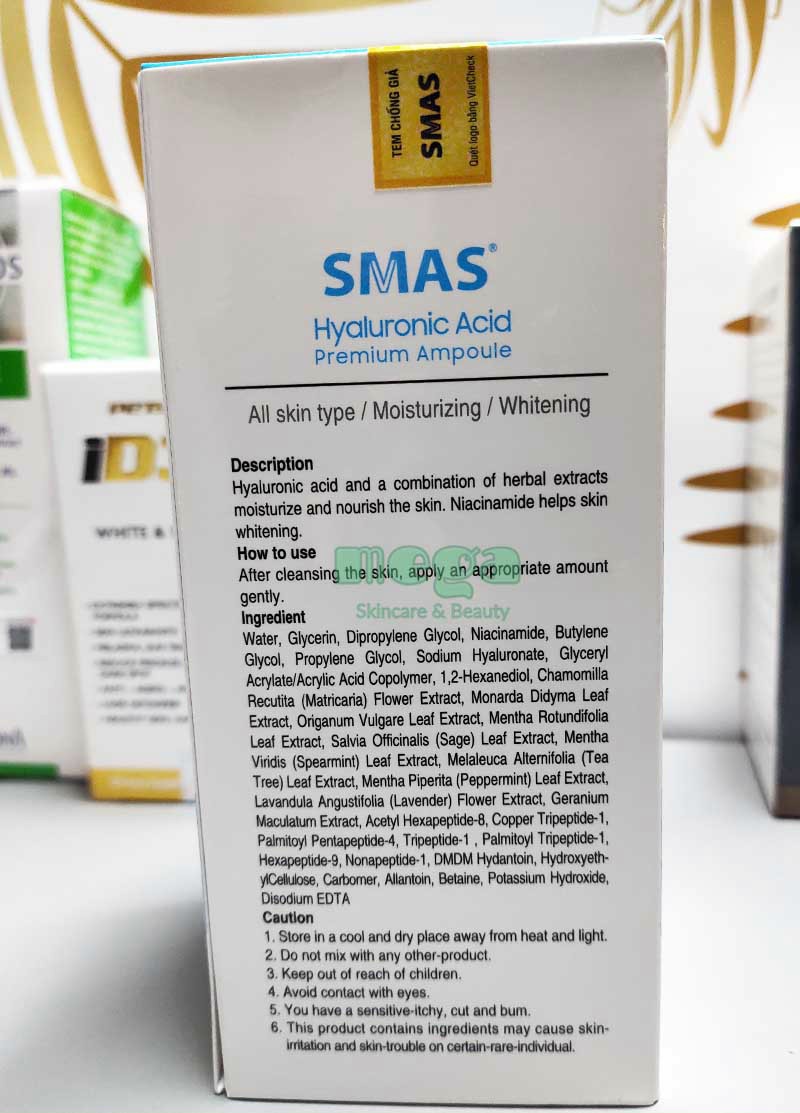 TEM CHỐNG GIẢ
SMAS
Quét logo bằng VietCheck
SMAS®
Hyaluronic Acid
Premium Ampoule
All skin type / Moisturizing / Whitening
Description
Hyaluronic acid and a combination of herbal extracts
moisturize and nourish the skin. Niacinamide helps skin
whitening.
How to use
After cleansing the skin, apply an appropriate amount
gently.
mega
Skincare & Beauty
Ingredient
Water, Glycerin, Dipropylene Glycol, Niacinamide, Butylene
Glycol, Propylene Glycol, Sodium Hyaluronate, Glyceryl
Acrylate/Acrylic Acid Copolymer, 1,2-Hexanediol, Chamomilla
Recutita (Matricaria) Flower Extract, Monarda Didyma Leaf
Extract, Origanum Vulgare Leaf Extract, Mentha Rotundifolia
Leaf Extract, Salvia Officinalis (Sage) Leaf Extract, Mentha
Viridis (Spearmint) Leaf Extract, Melaleuca Alternifolia (Tea
Tree) Leaf Extract, Mentha Piperita (Peppermint) Leaf Extract,
Lavandula Angustifolia (Lavender) Flower Extract, Geranium
Maculatum Extract, Acetyl Hexapeptide-8, Copper Tripeptide-1,
Palmitoyl Pentapeptide-4, Tripeptide-1 , Palmitoyl Tripeptide-1,
Hexapeptide-9, Nonapeptide-1, DMDM Hydantoin, Hydroxyeth-
ylCellulose, Carbomer, Allantoin, Betaine, Potassium Hydroxide,
Disodium EDTA
Caution
1. Store in a cool and dry place away from heat and light.
2. Do not mix with any other-product.
3. Keep out of reach of children.
4. Avoid contact with eyes.
5. You have a sensitive-itchy, cut and burn.
6. This product contains ingredients may cause skin-
irritation and skin-trouble on certain-rare-individual.
WHITE &